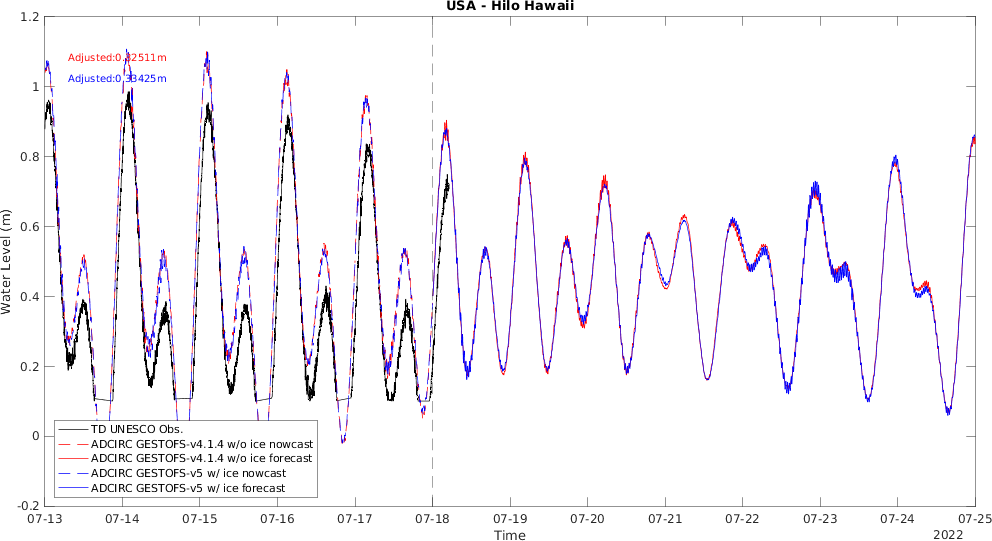 USA - Hilo Hawaii
1.2
1
0.8
0.6
0.4
0.2
0
-0.2
Water Level (m)
Adjusted:0.32511m
Adjusted:0.33425m
TD UNESCO Obs.
ADCIRC GESTOFS-v4.1.4 w/o ice nowcast
ADCIRC GESTOFS-v4.1.4 w/o ice forecast
ADCIRC GESTOFS-v5 w/ ice nowcast
ADCIRC GESTOFS-v5 w/ ice forecast
07-13 07-14 07-15 07-16 07-17 07-18 07-19 07-20 07-21 07-22 07-23 07-24 07-25
Time
2022